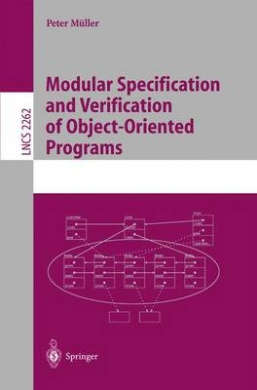 Peter Müller
Modular Specification
and Verification
of Object-Oriented
Programs
LNCS 2262
Springer